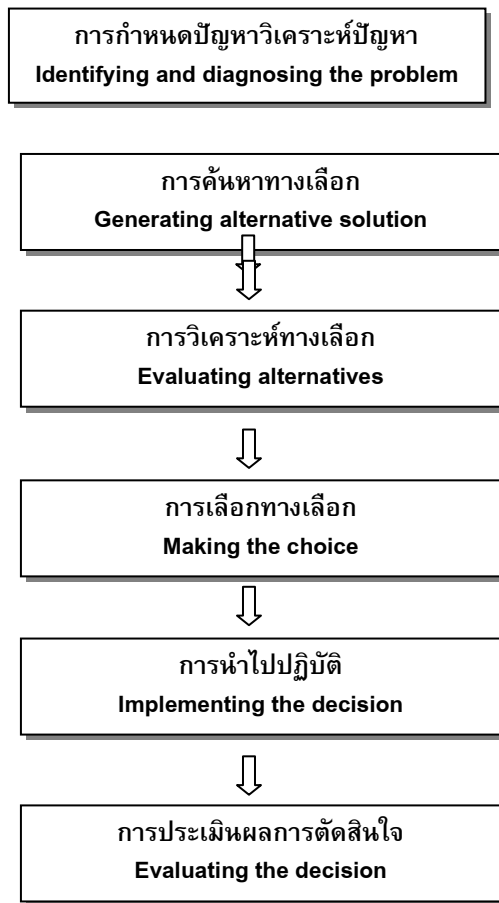 การกำหนดปัญหาวิเคราะห์ปัญหา
Identifying and diagnosing the problem
การค้นหาทางเลือก
Generating alternative solution
การวิเคราะห์ทางเลือก
Evaluating alternatives
การเลือกทางเลือก
Making the choice
การนำไปปฏิบัติ
Implementing the decision
การประเมินผลการตัดสินใจ
Evaluating the decision